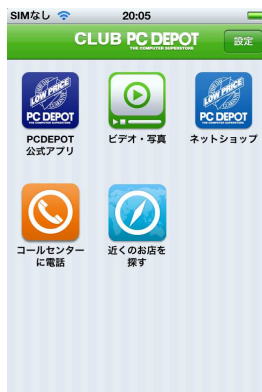 SIMなし 20:05
CLUB PC DEPOT
THE COMPUTER SUPERSTORE
設定
LOW PRICE
PC DEPOT
LOW PRICE
PC DEPOT
PCDEPOT
公式アプリ
ビデオ・写真
ネットショップ
コールセンター
に電話
近くのお店を
探す